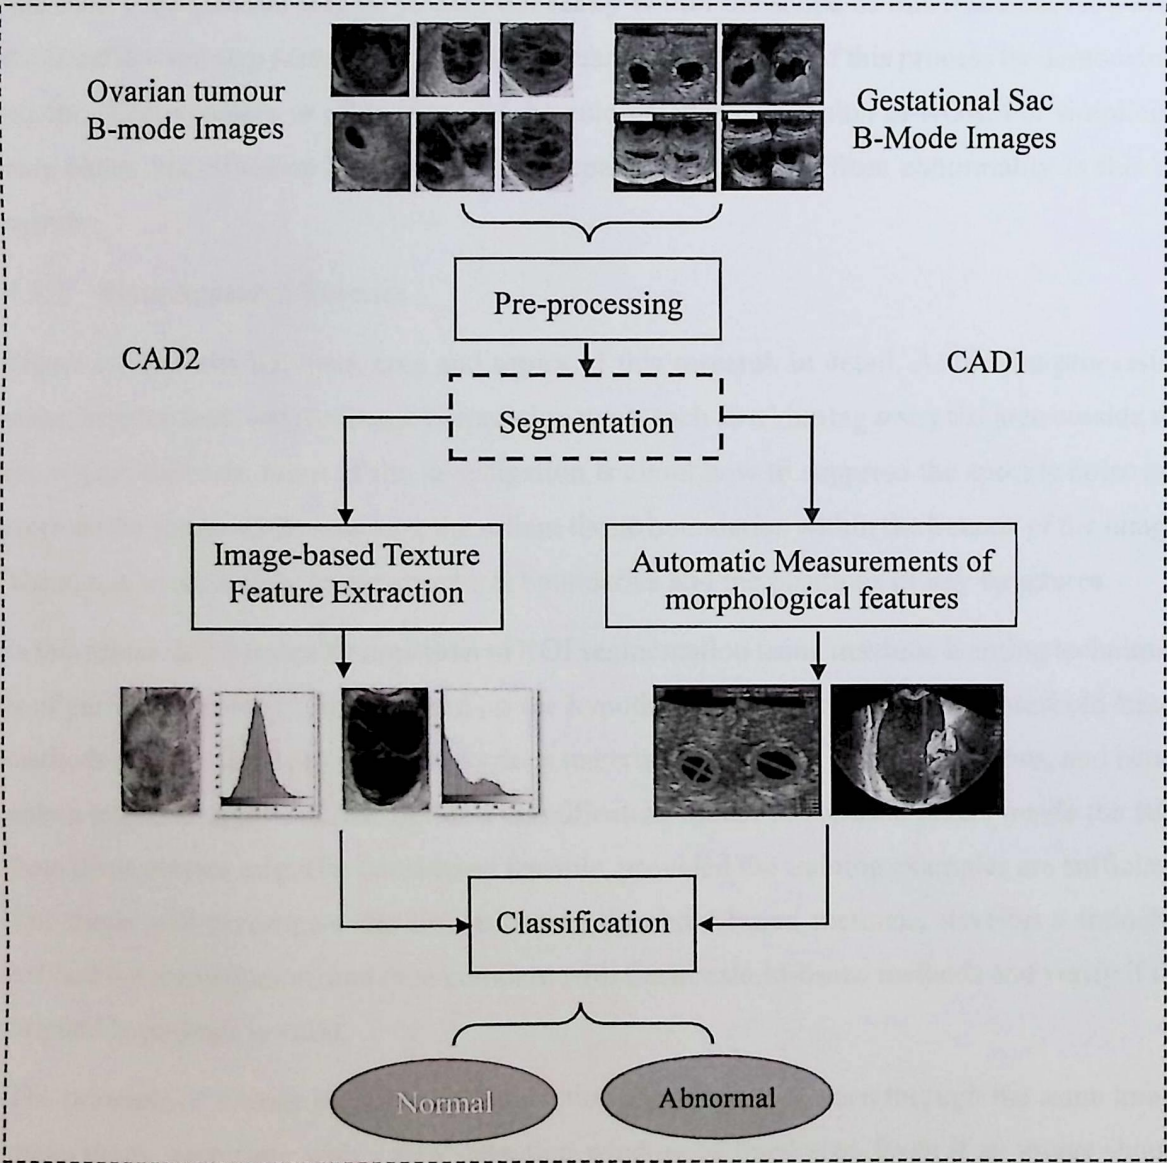 Ovarian tumour
B-mode Images
Gestational Sac
B-Mode Images
Pre-processing
CAD2
CAD1
Segmentation
Image-based Texture
Feature Extraction
Automatic Measurements of
morphological features
Classification
Normal
Abnormal